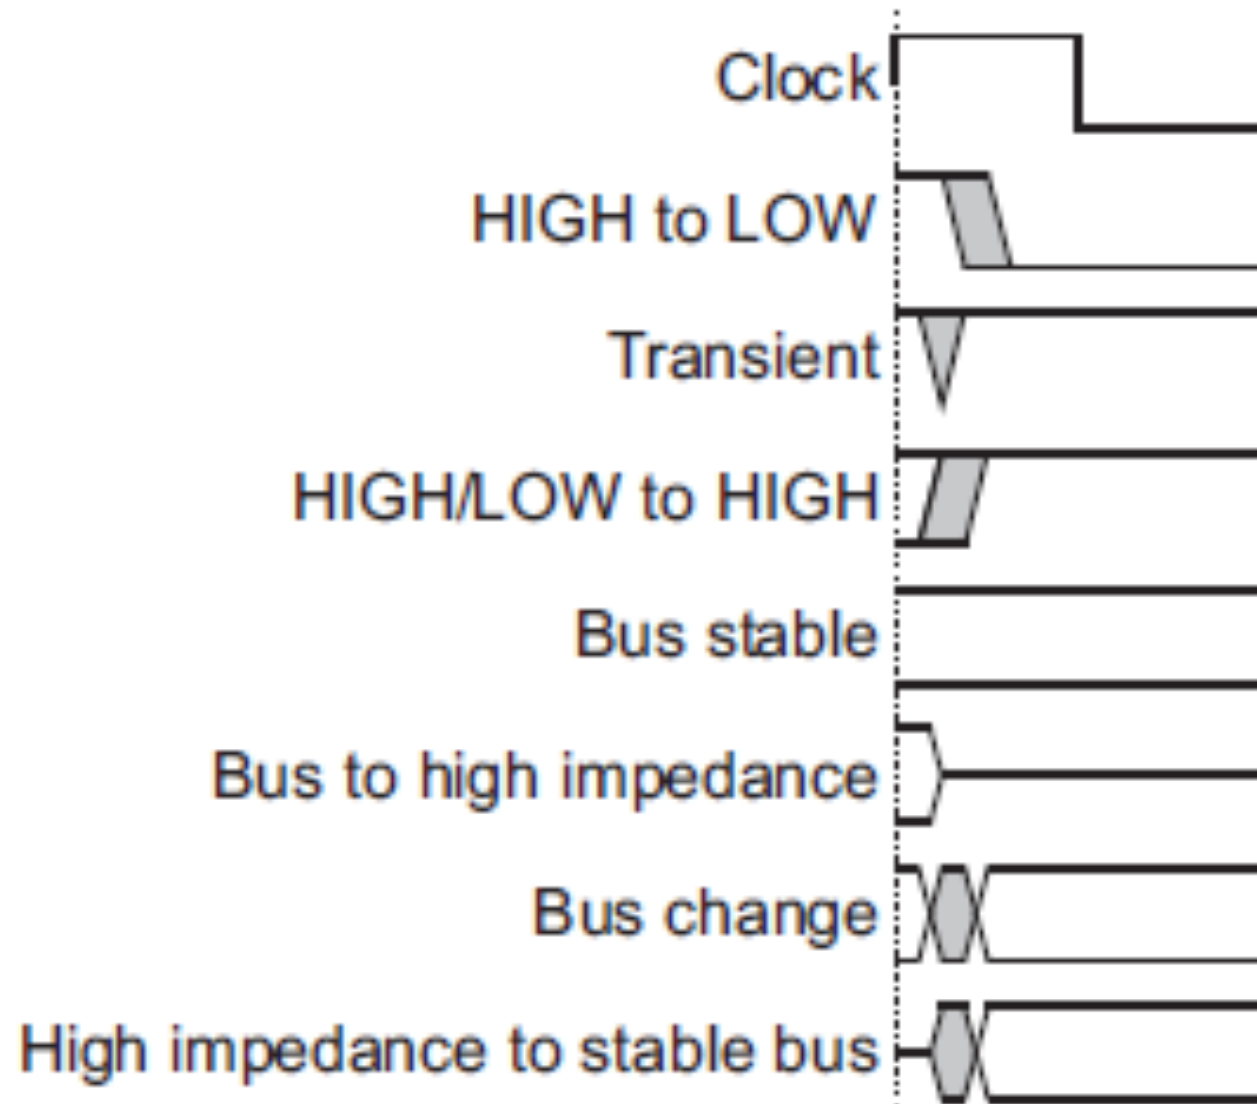 Clock
HIGH to LOW
Transient
HIGH/LOW to HIGH
Bus stable
Bus to high impedance
Bus change
High impedance to stable bus